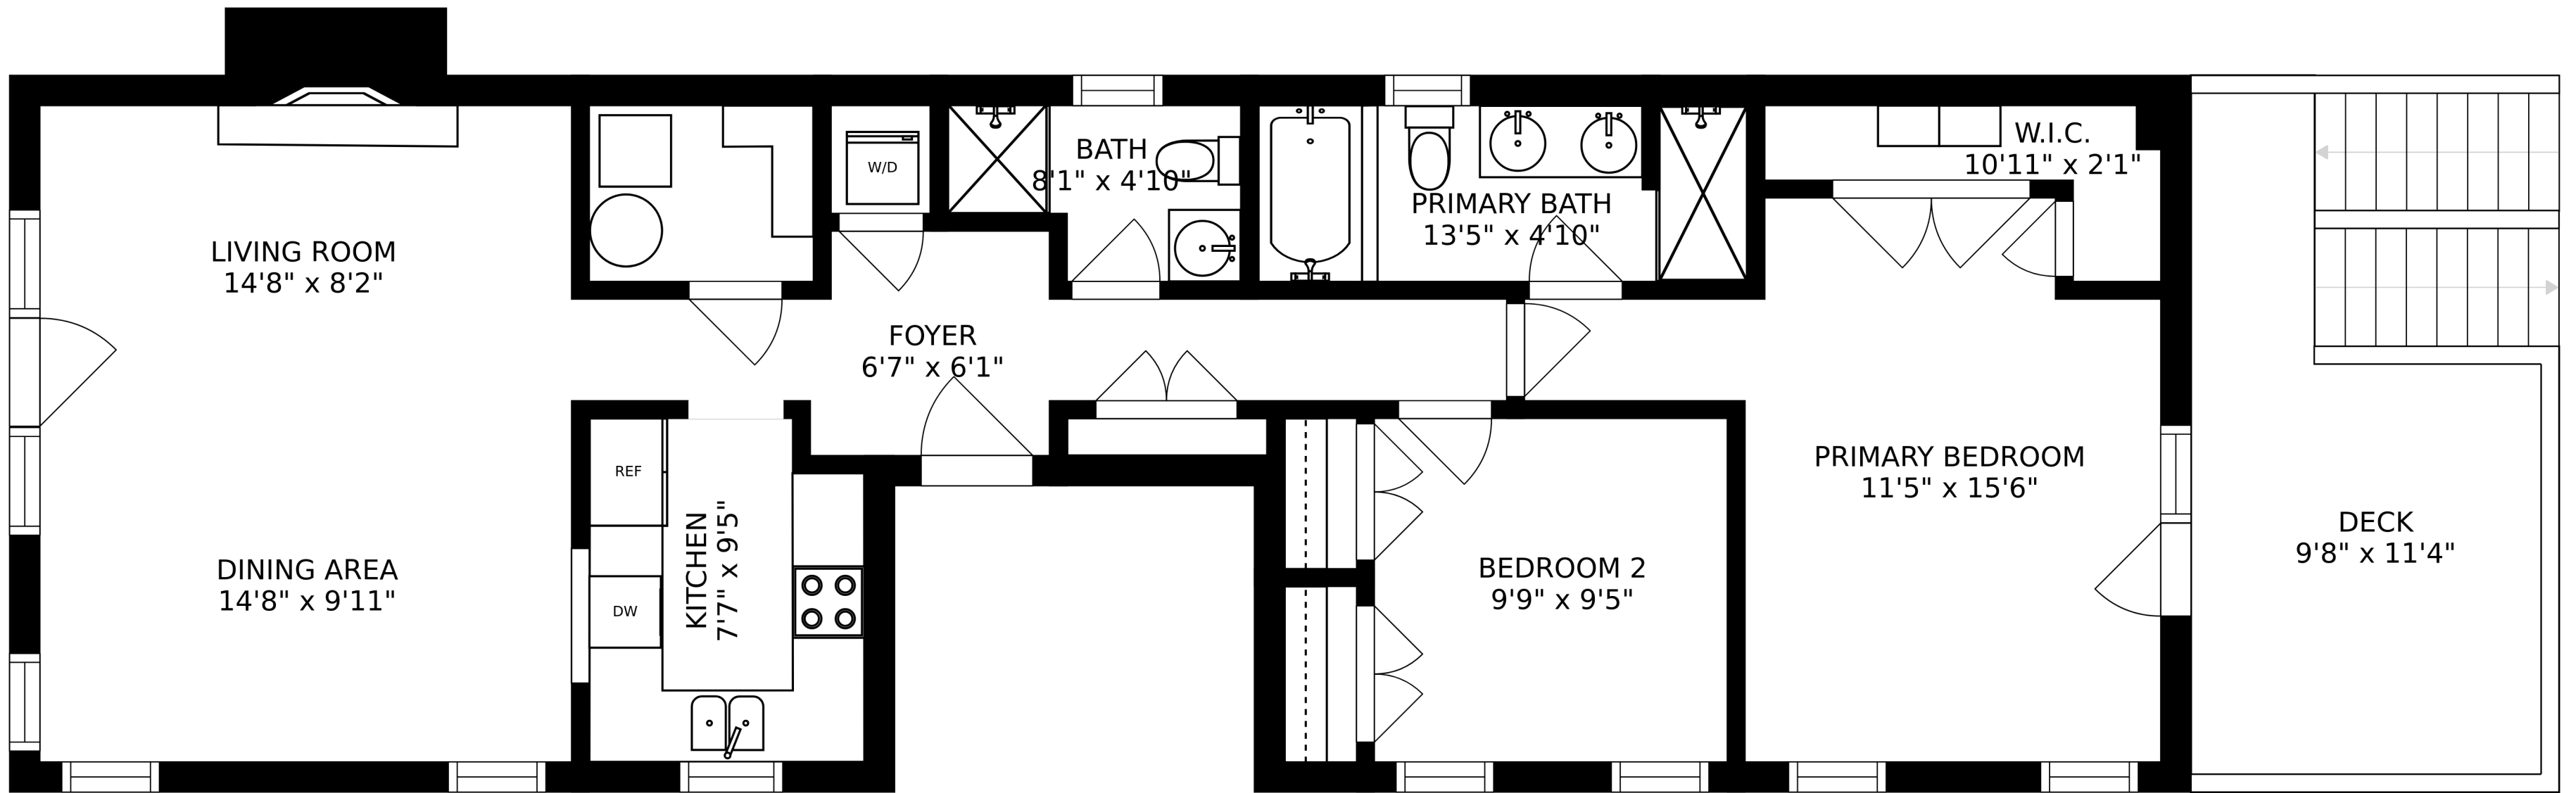 LIVING ROOM
14'8" x 8'2"
DINING AREA
14'8" x 9'11"
W/D
FOYER
6'7" x 6'1"
REF
DW
KITCHEN
7'7" x 9'5"
BATH
8'1" x 4'10"
PRIMARY BATH
13'5" x 4'10"
W.I.C.
10'11" x 2'1"
BEDROOM 2
9'9" x 9'5"
PRIMARY BEDROOM
11'5" x 15'6"
DECK
9'8" x 11'4"